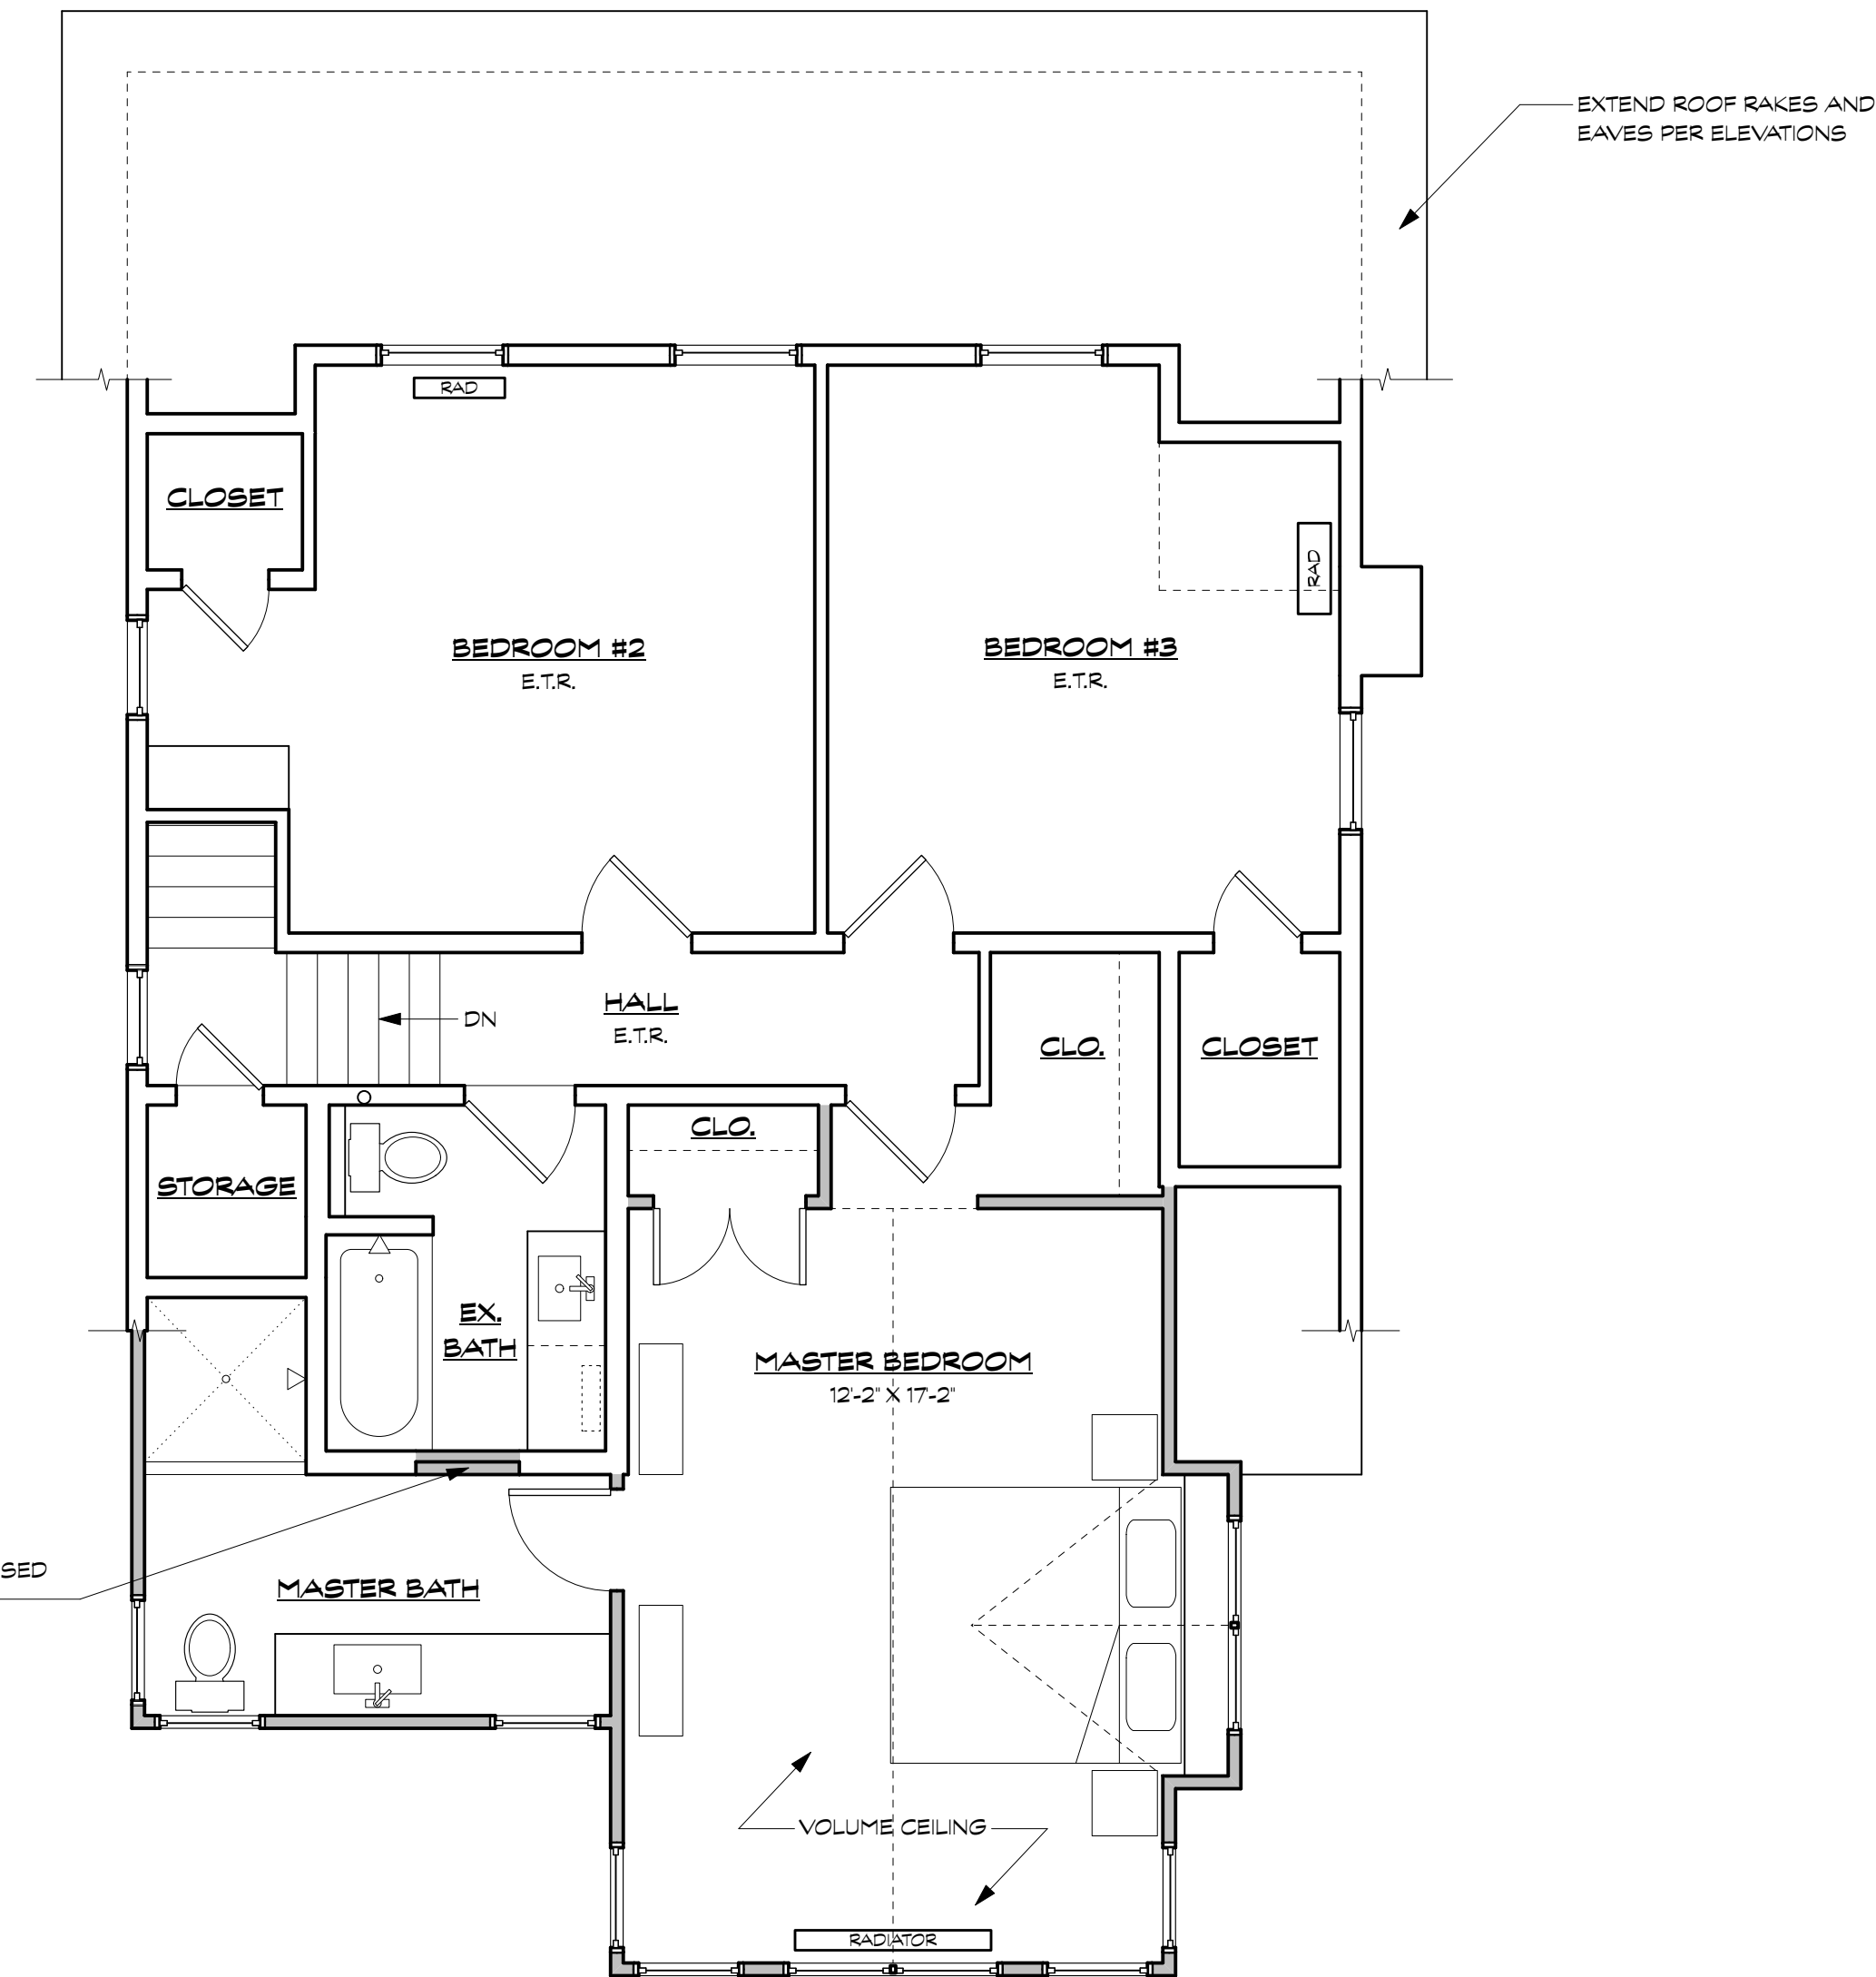 EXTEND ROOF RAKES AND
EAVES PER ELEVATIONS
RAD
CLOSET
RAD
BEDROOM #2
E.T.R.
BEDROOM #3
E.T.R.
HALL
E.T.R.
DN
CLO.
CLOSET
CLO.
STORAGE
EX.
BATH
MASTER BEDROOM
12'-2" X 17'-2"
SED
MASTER BATH
VOLUME CEILING
RADIATOR